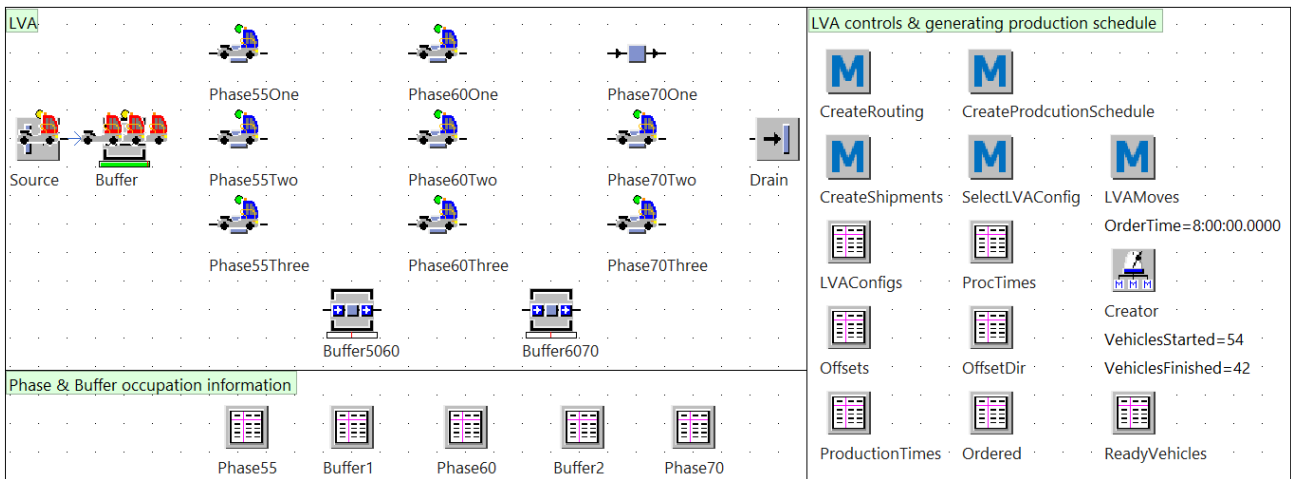 LVA
Phase55One
Phase60One
Phase70One
Source
Buffer
Phase55Two
Phase60Two
Phase70Two
Drain
Phase55Three
Phase60Three
Phase70Three
Buffer5060
Buffer6070
Phase & Buffer occupation information
Phase55
Buffer1
Phase60
Buffer2
Phase70
LVA controls & generating production schedule
M
M
CreateRouting
CreateProdcutionSchedule
M
M
M
CreateShipments
SelectLVAConfig
LVAMoves
OrderTime=8:00:00.0000
LVAConfigs
ProcTimes
M M M
Creator
VehiclesStarted=54
Offsets
OffsetDir
VehiclesFinished=42
ProductionTimes
Ordered
ReadyVehicles